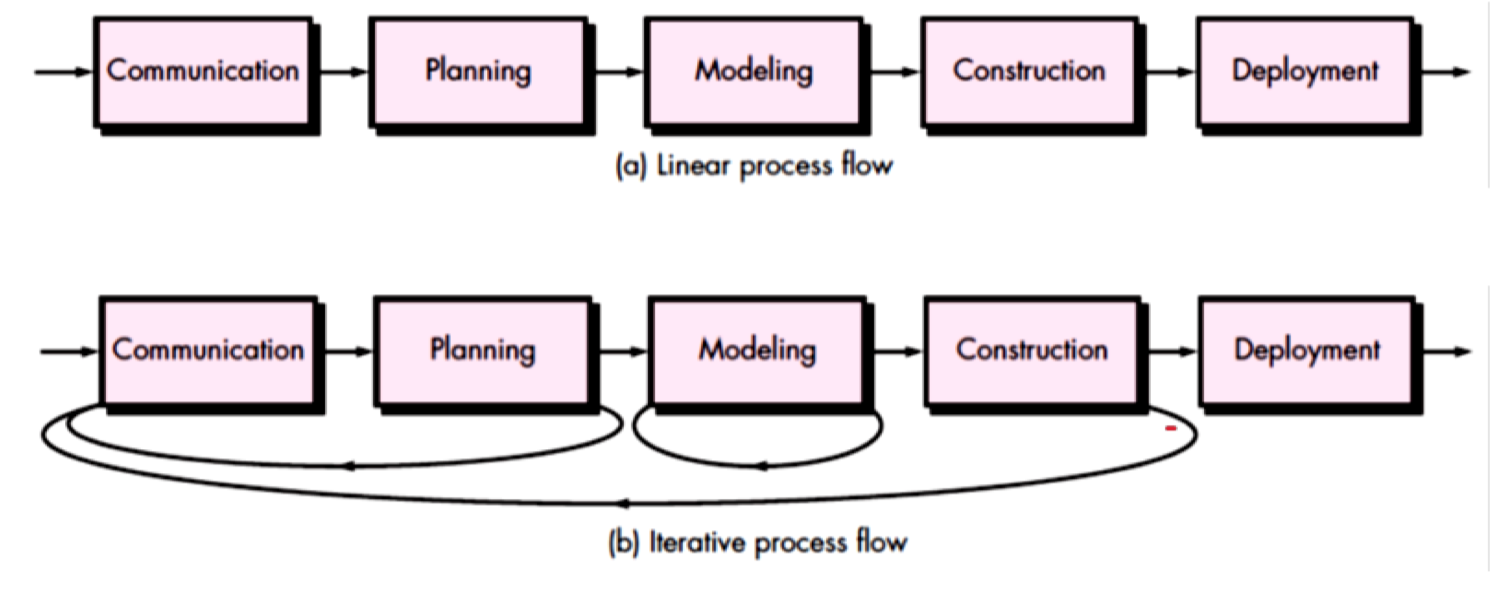 Communication Planning Modeling Construction Deployment
(a) Linear process flow
Communication Planning Modeling Construction Deployment
(b) Iterative process flow